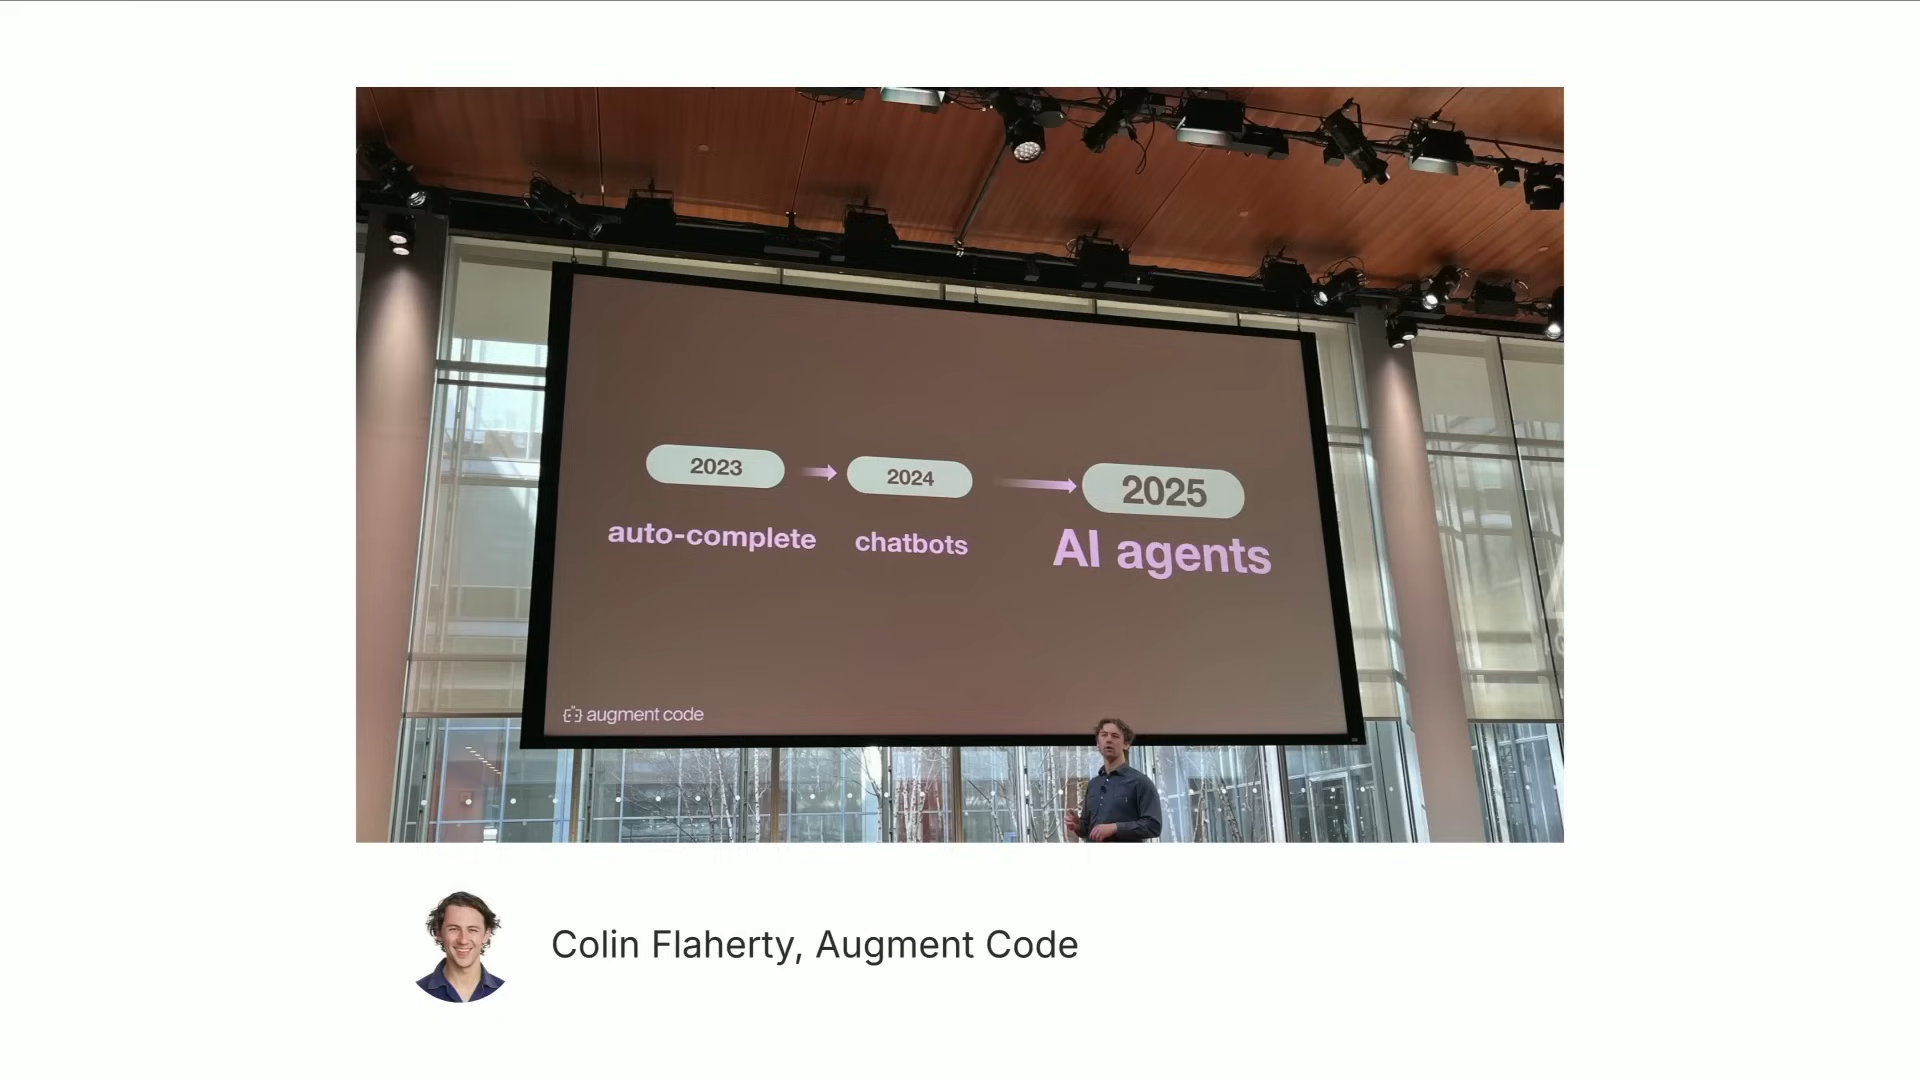 2023
2024
2025
auto-complete
chatbots
AI agents
augment code
Colin Flaherty, Augment Code